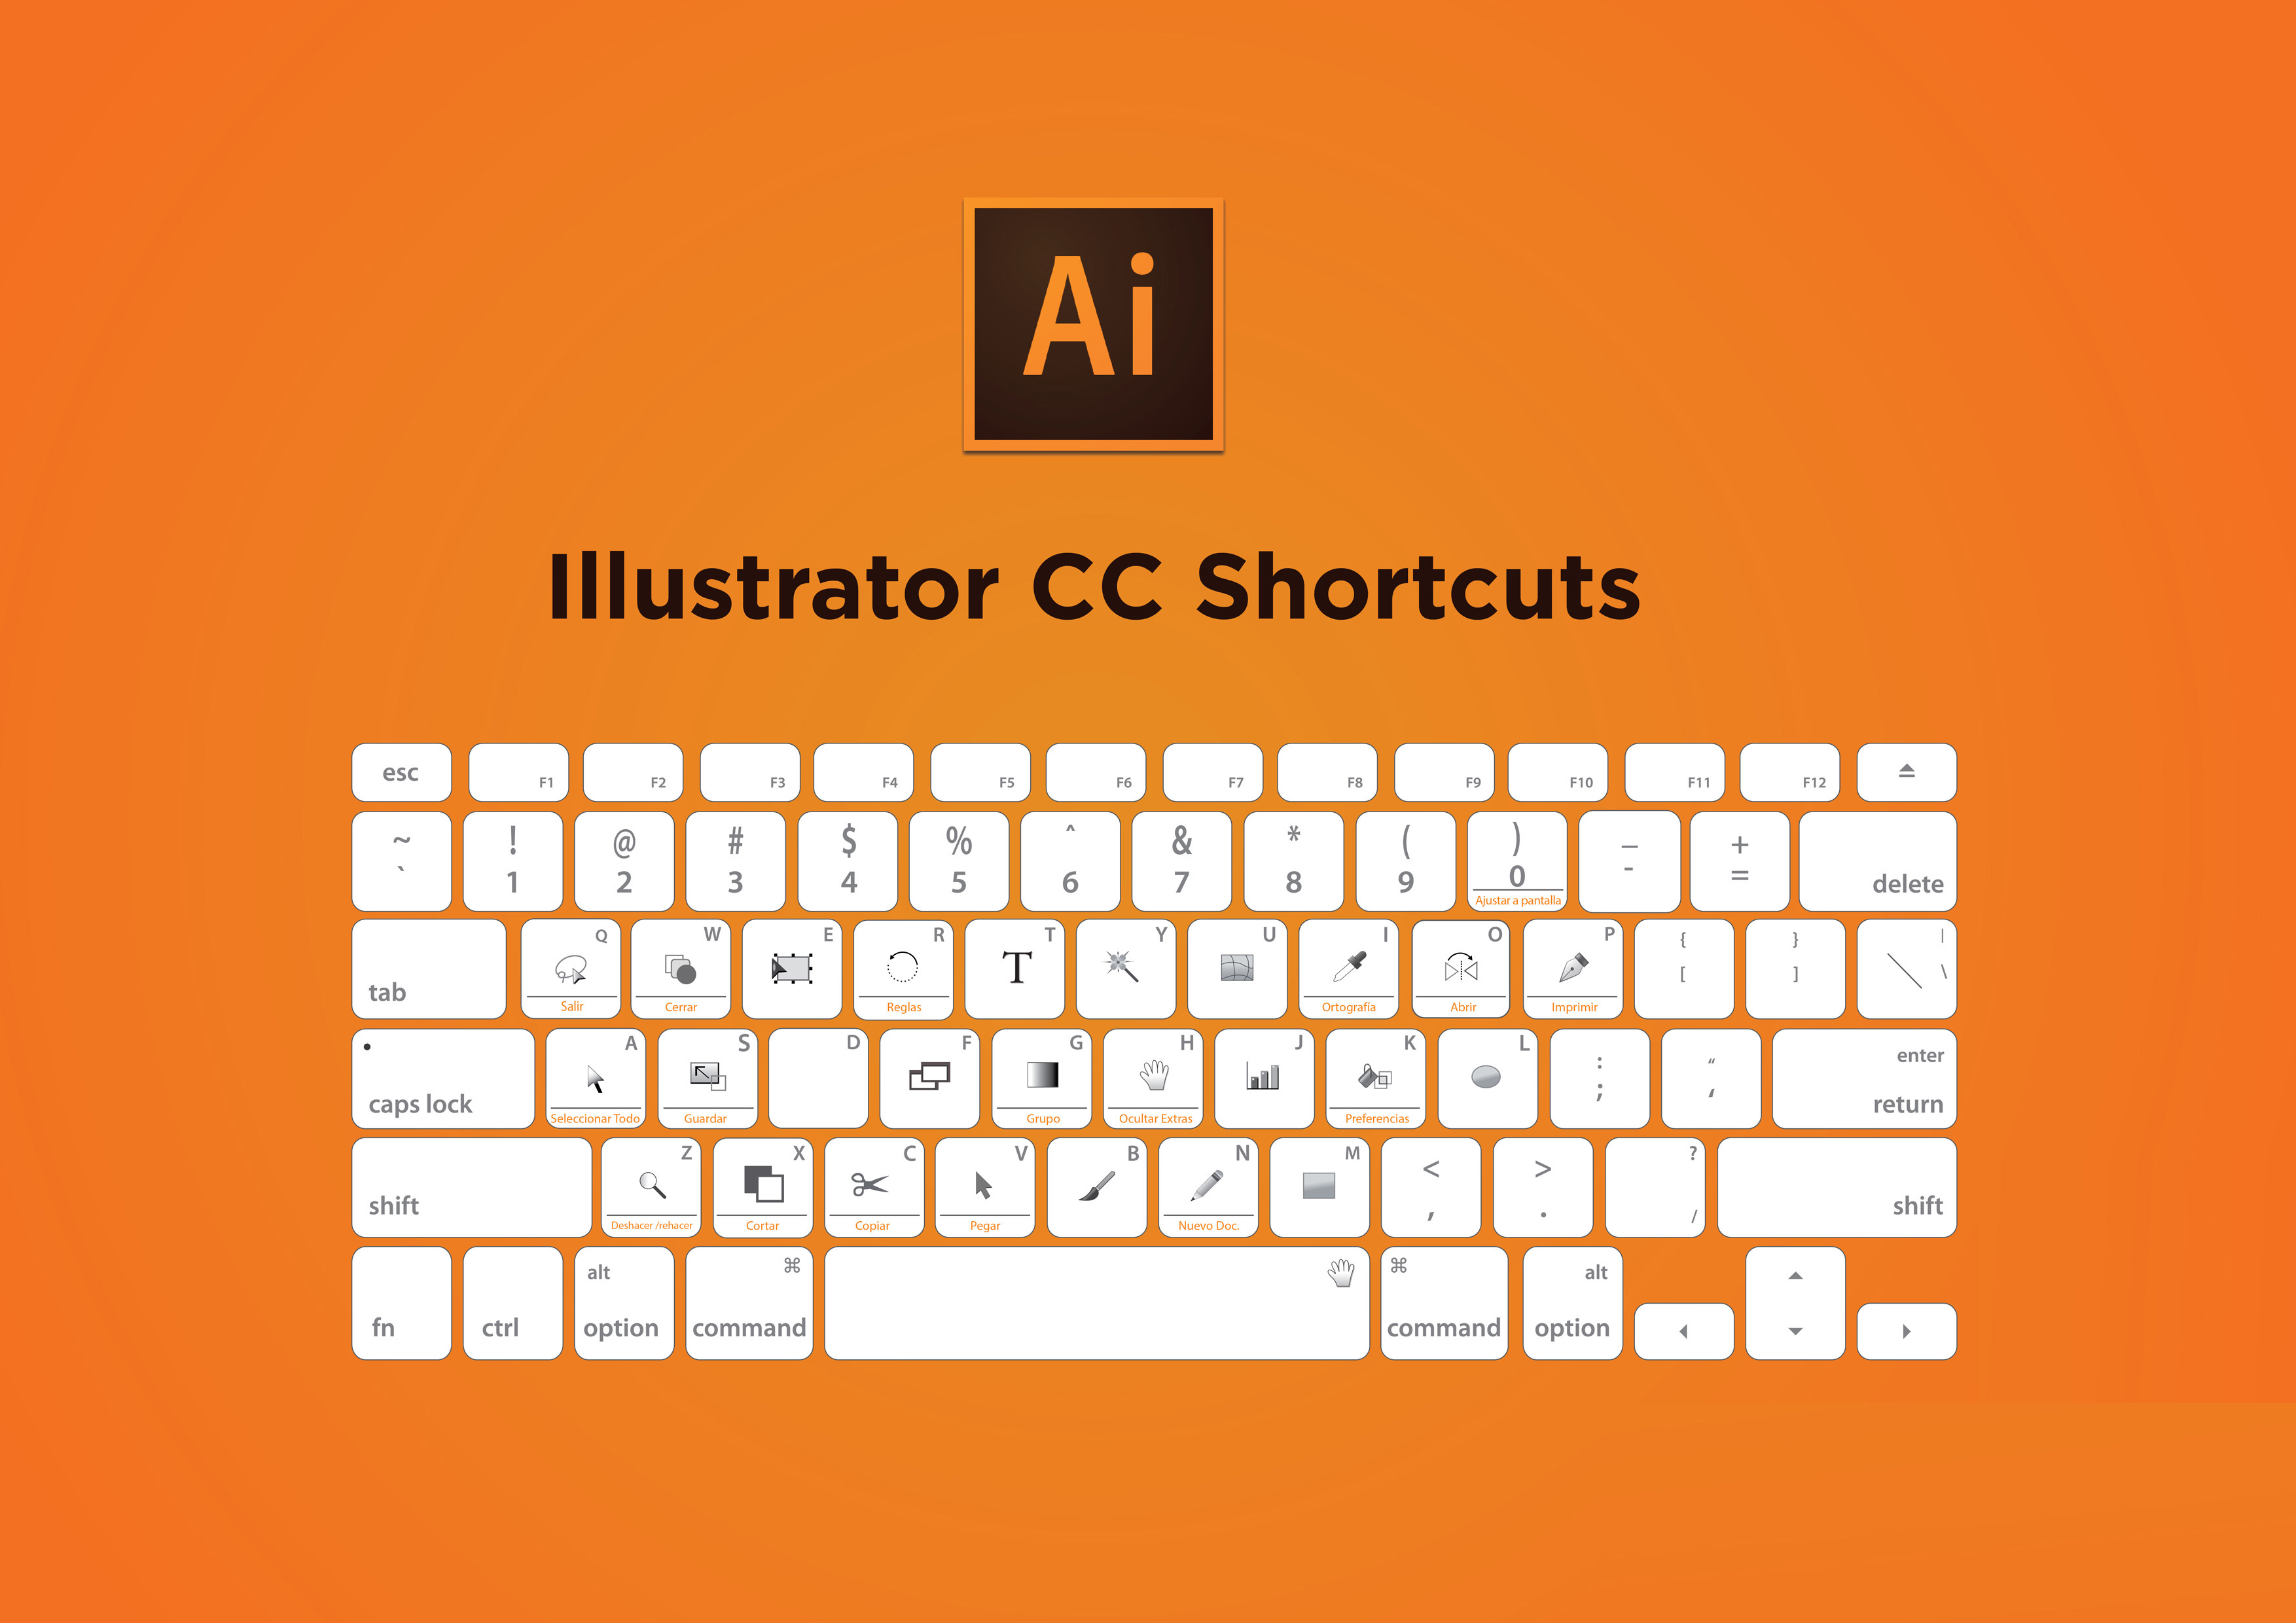 Ai
Illustrator CC Shortcuts
esc F1 F2 F3 F4 F5 F6 F7 F8 F9 F10 F11 F12
~ ! @ # $ % ^ & * ( ) _ +
` 1 2 3 4 5 6 7 8 9 0 - = delete
Ajustar a pantalla
Q W E R T Y U I O P { } |
tab T [ ] \
Salir Cerrar Reglas Ortografía Abrir Imprimir
A S D F G H J K L : “ enter
caps lock ; ‘ return
Seleccionar Todo Guardar Grupo Ocultar Extras Preferencias
Z X C V B N M < > ?
shift , . / shift
Deshacer /rehacer Cortar Copiar Pegar Nuevo Doc.
alt ⌘ ⌘ alt
fn ctrl option command command option